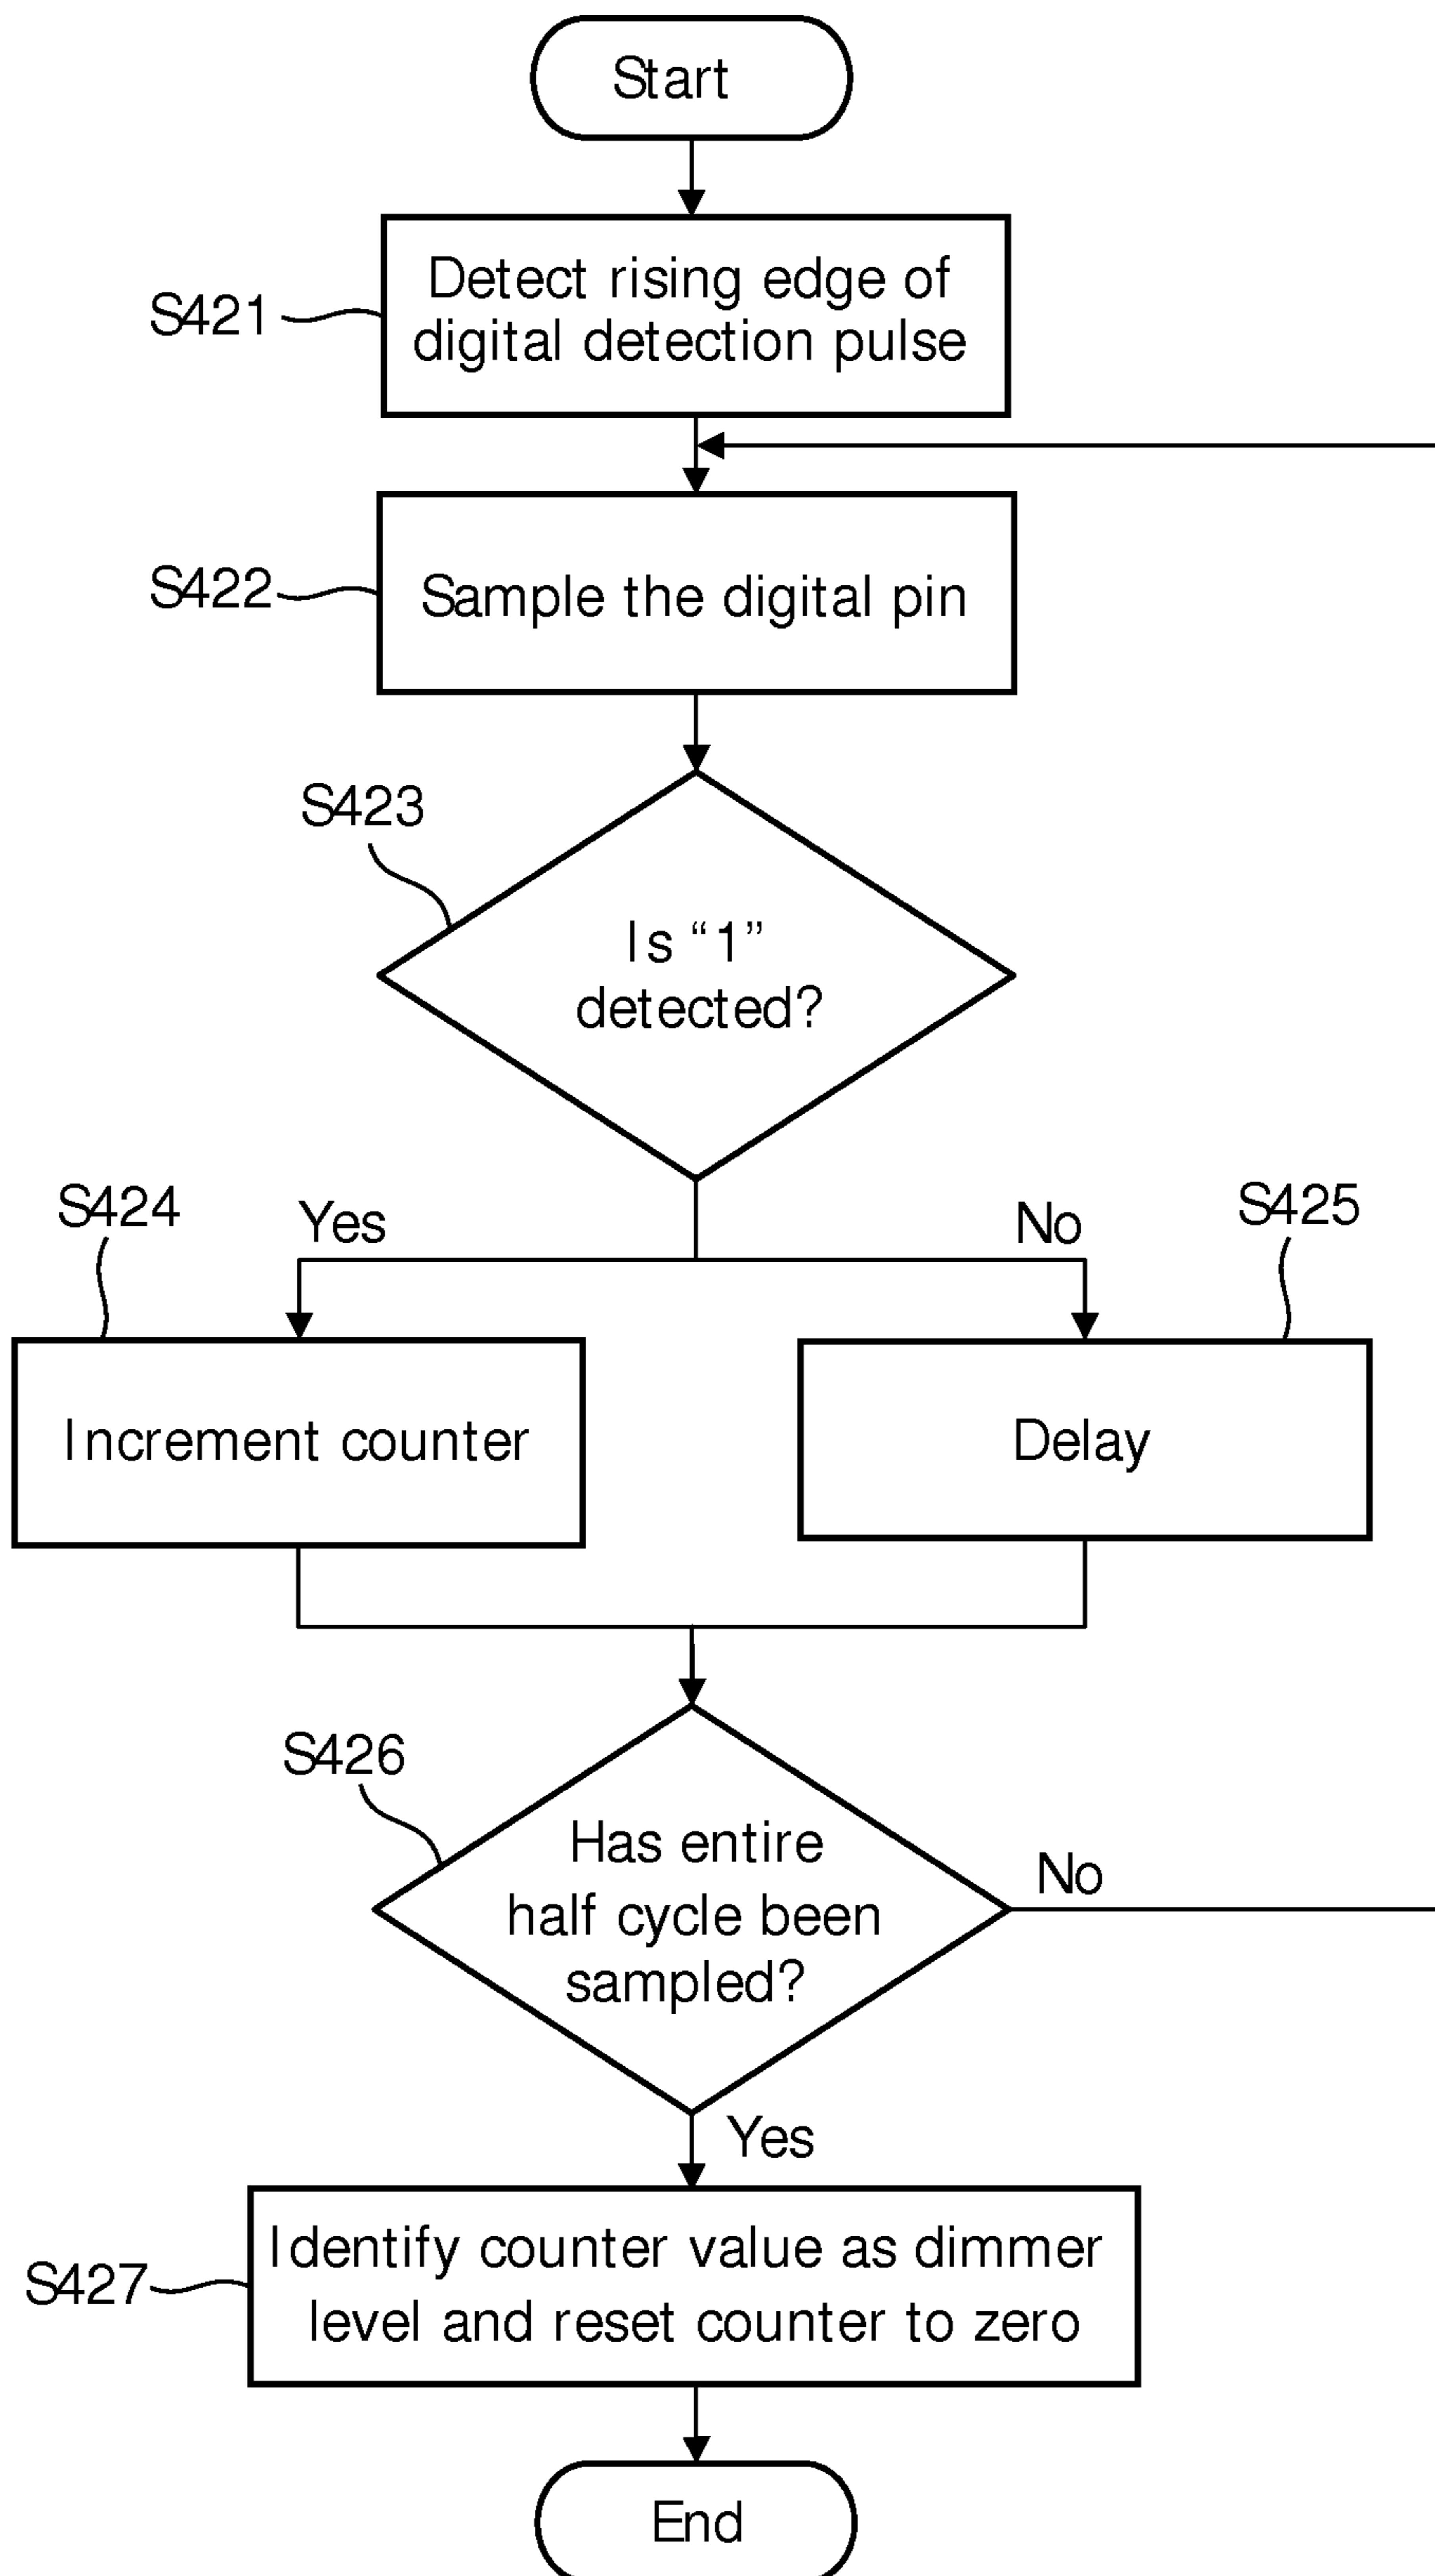 Start
Detect rising edge of
digital detection pulse
S421
Sample the digital pin
S422
S423
Is “1”
detected?
S424
Yes
No
S425
Increment counter
Delay
S426
Has entire
half cycle been
sampled?
No
Yes
Identify counter value as dimmer
level and reset counter to zero
S427
End